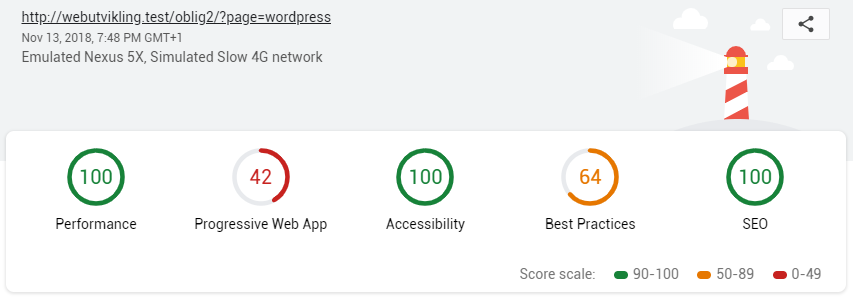 http://webutvikling.test/oblig2/?page=wordpress
Nov 13, 2018, 7:48 PM GMT+1
Emulated Nexus 5X, Simulated Slow 4G network
100 42 100 64 100
Performance Progressive Web App Accessibility Best Practices SEO
Score scale: 90-100 50-89 0-49